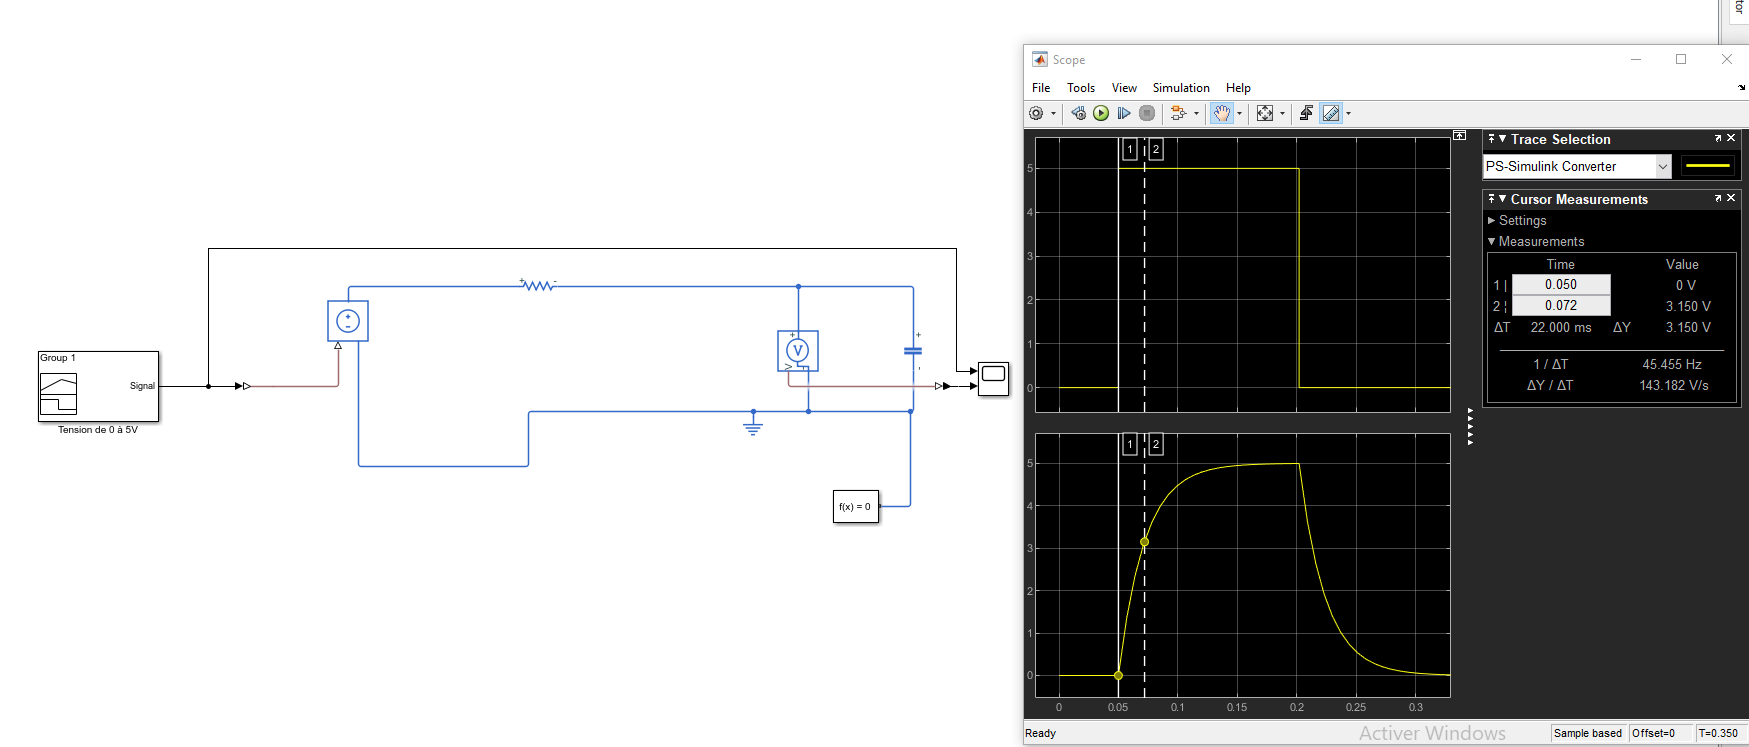 tor
Scope
File Tools View Simulation Help
Group 1
Signal
Tension de 0 à 5V
+ -
+
-
+
V
V
+
-
f(x) = 0
1 2
5
4
3
2
1
0
1 2
5
4
3
2
1
0
0 0.05 0.1 0.15 0.2 0.25 0.3
Trace Selection
PS-Simulink Converter
Cursor Measurements
Settings
Measurements
Time Value
1 | 0.050 0 V
2 ¦ 0.072 3.150 V
ΔT 22.000 ms ΔY 3.150 V
1 / ΔT 45.455 Hz
ΔY / ΔT 143.182 V/s
Activer Windows
Ready Sample based Offset=0 T=0.350